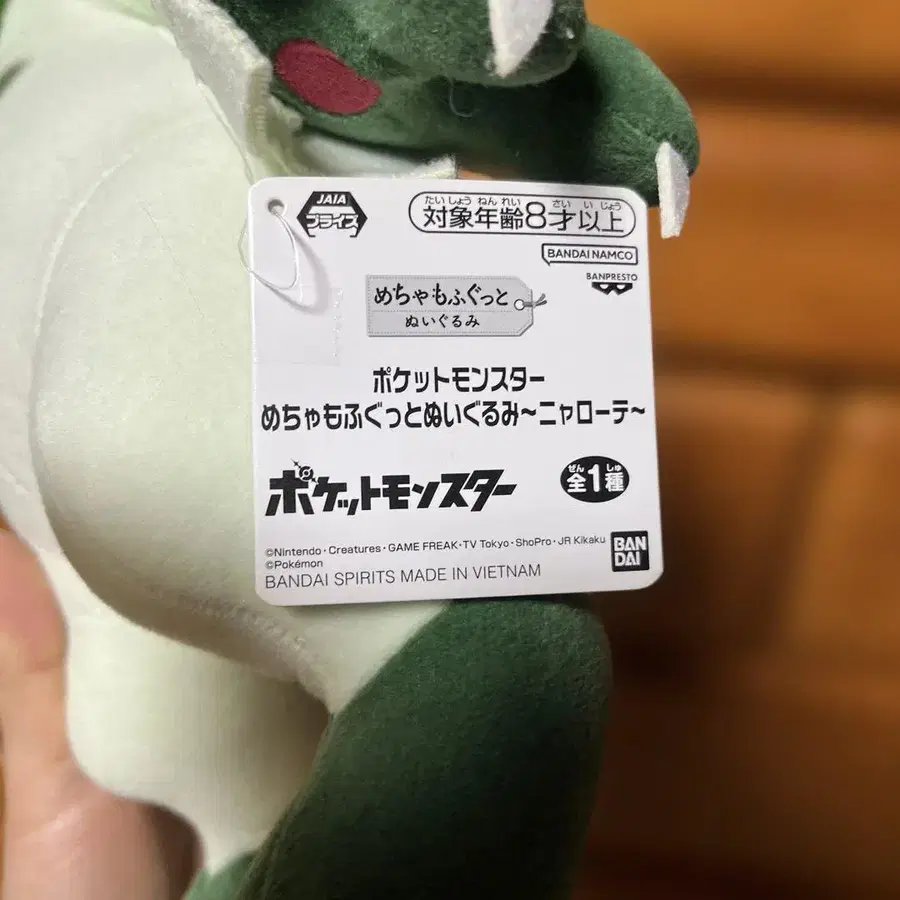 JAIA
プライズ
たいしょうねんれい さい いじょう
対象年齢8才以上
BANDAI NAMCO
BANPRESTO
めちゃもふぐっと
ぬいぐるみ
ポケットモンスター
めちゃもふぐっとぬいぐるみ~ニャローテ~
ポケットモンスター
ぜん しゅ
全1種
©Nintendo・Creatures・GAME FREAK・TV Tokyo・ShoPro・JR Kikaku
©Pokémon
BANDAI SPIRITS MADE IN VIETNAM
BAN
DAI